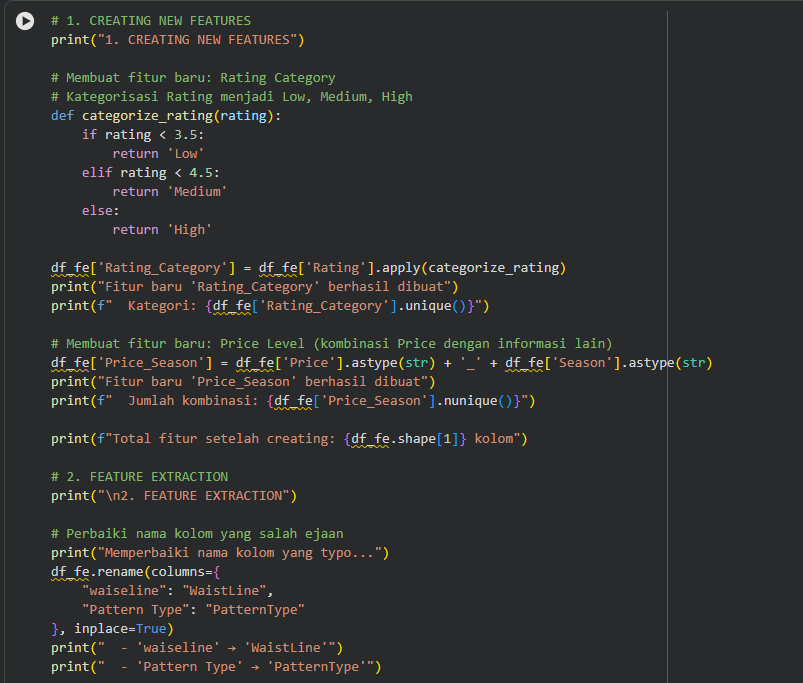 # 1. CREATING NEW FEATURES
print("1. CREATING NEW FEATURES")
# Membuat fitur baru: Rating Category
# Kategorisasi Rating menjadi Low, Medium, High
def categorize_rating(rating):
    if rating < 3.5:
        return 'Low'
    elif rating < 4.5:
        return 'Medium'
    else:
        return 'High'
df_fe['Rating_Category'] = df_fe['Rating'].apply(categorize_rating)
print("Fitur baru 'Rating_Category' berhasil dibuat")
print(f"  Kategori: {df_fe['Rating_Category'].unique()}")
# Membuat fitur baru: Price Level (kombinasi Price dengan informasi lain)
df_fe['Price_Season'] = df_fe['Price'].astype(str) + '_' + df_fe['Season'].astype(str)
print("Fitur baru 'Price_Season' berhasil dibuat")
print(f"  Jumlah kombinasi: {df_fe['Price_Season'].nunique()}")
print(f"Total fitur setelah creating: {df_fe.shape[1]} kolom")
# 2. FEATURE EXTRACTION
print("\n2. FEATURE EXTRACTION")
# Perbaiki nama kolom yang salah ejaan
print("Memperbaiki nama kolom yang typo...")
df_fe.rename(columns={
    "waiseline": "WaistLine",
    "Pattern Type": "PatternType"
}, inplace=True)
print("  - 'waiseline' → 'WaistLine'")
print("  - 'Pattern Type' → 'PatternType'")